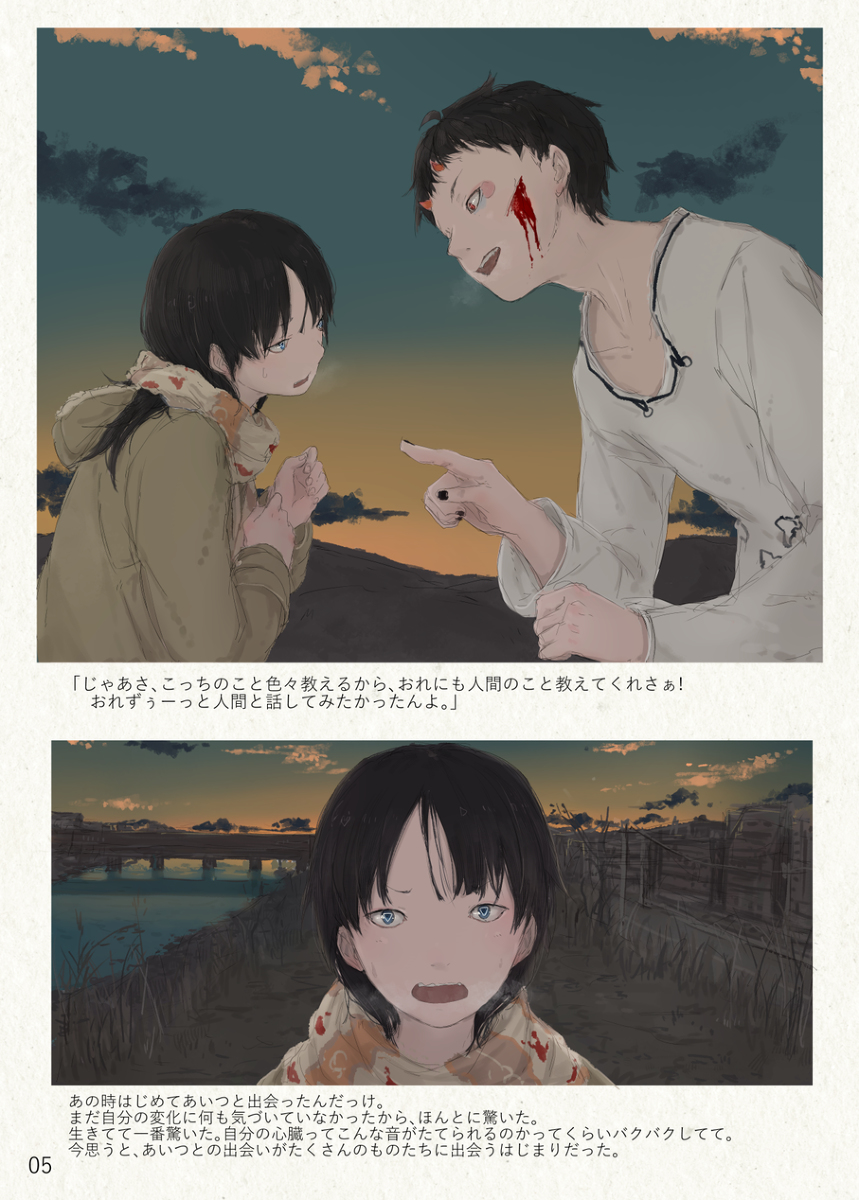 「じゃあさ、こっちのこと色々教えるから、おれにも人間のこと教えてくれさぁ!
おれずぅーっと人間と話してみたかったんよ。」
あの時はじめてあいつと出会ったんだっけ。
まだ自分の変化に何も気づいていなかったから、ほんとに驚いた。
生きてて一番驚いた。自分の心臓ってこんな音がたてられるのかってくらいバクバクしてて。
今思うと、あいつとの出会いがたくさんのものたちに出会うはじまりだった。
05